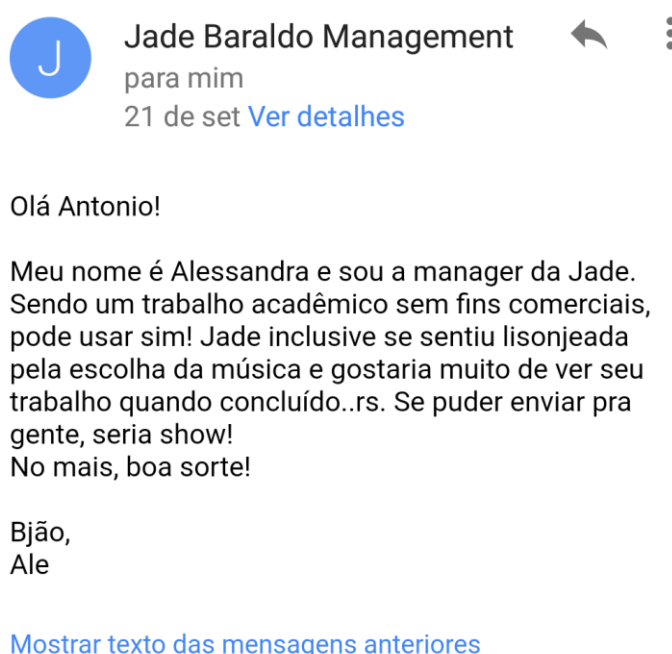 J
Jade Baraldo Management
para mim
21 de set Ver detalhes
Olá Antonio!
Meu nome é Alessandra e sou a manager da Jade.
Sendo um trabalho acadêmico sem fins comerciais,
pode usar sim! Jade inclusive se sentiu lisonjeada
pela escolha da música e gostaria muito de ver seu
trabalho quando concluído..rs. Se puder enviar pra
gente, seria show!
No mais, boa sorte!
Bjão,
Ale
Mostrar texto das mensagens anteriores